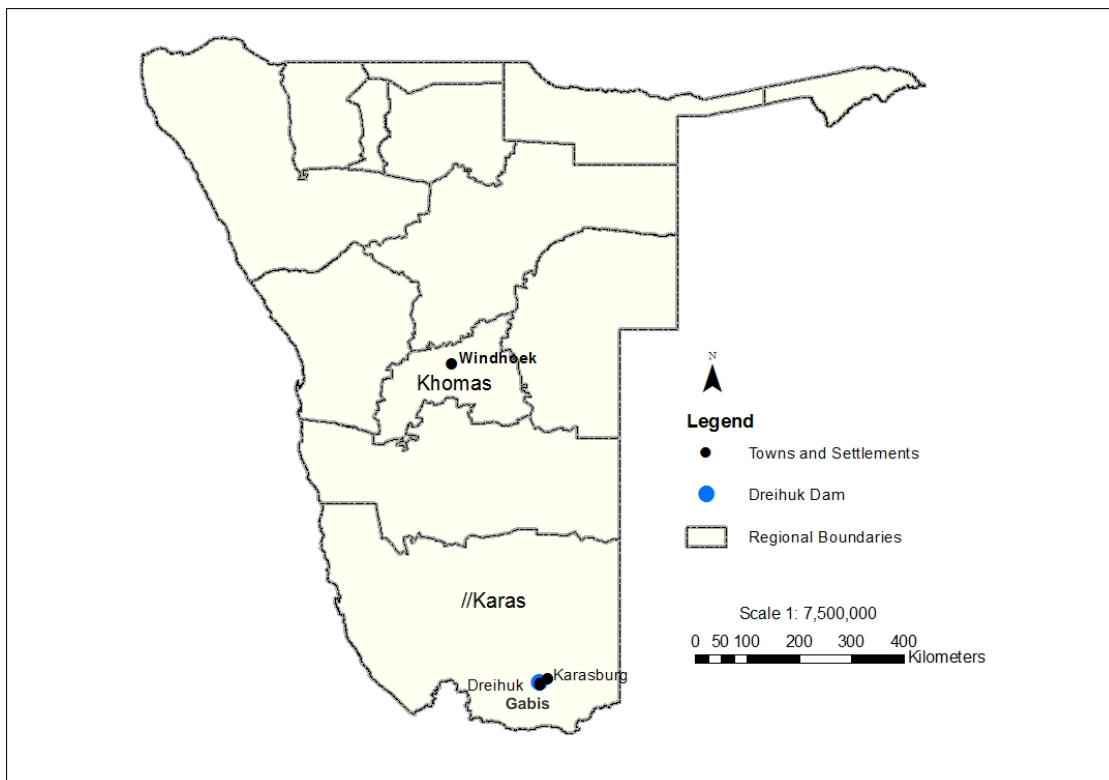 Windhoek
Khomas
N
Legend
Towns and Settlements
Dreihuk Dam
Regional Boundaries
//Karas
Scale 1: 7,500,000
0 50 100 200 300 400
Kilometers
Karasburg
Dreihuk
Gabis